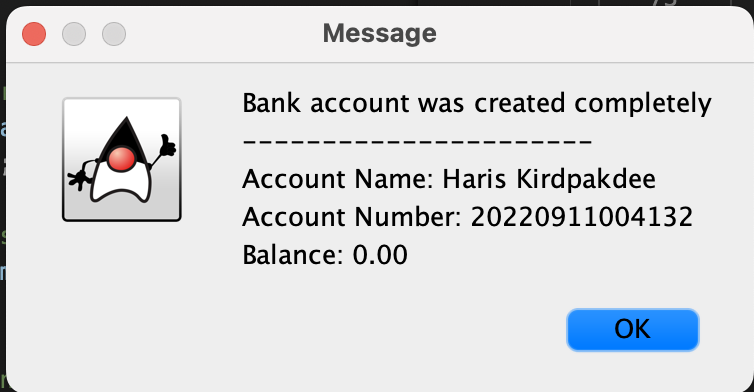 Message
Bank account was created completely
----------------------
Account Name: Haris Kirdpakdee
Account Number: 20220911004132
Balance: 0.00
OK